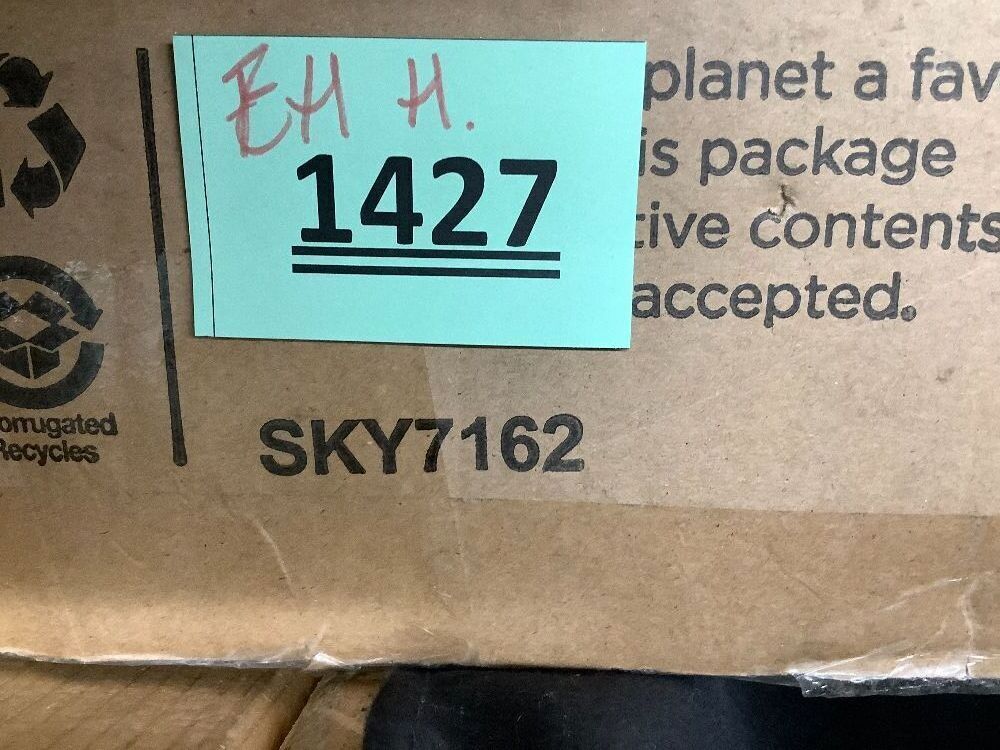 EH H.
1427
planet a fav
is package
tive contents
accepted.
orrugated
Recycles
SKY7162